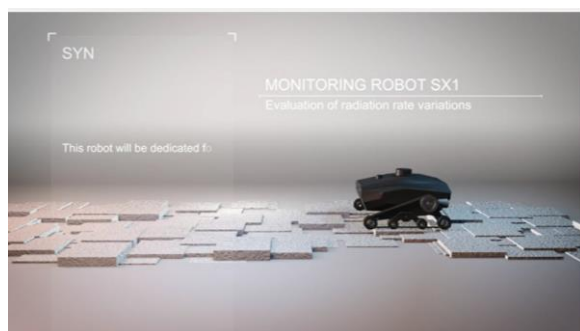 SYN
MONITORING ROBOT SX1
Evaluation of radiation rate variations
This robot will be dedicated fo